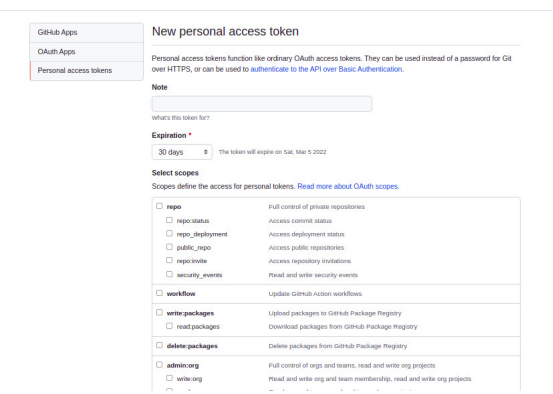 GitHub Apps
OAuth Apps
Personal access tokens
New personal access token
Personal access tokens function like ordinary OAuth access tokens. They can be used instead of a password for Git
over HTTPS, or can be used to authenticate to the API over Basic Authentication.
Note
What's this token for?
Expiration *
30 days The token will expire on Sat, Mar 5 2022
Select scopes
Scopes define the access for personal tokens. Read more about OAuth scopes.
repo Full control of private repositories
repo:status Access commit status
repo_deployment Access deployment status
public_repo Access public repositories
repo:invite Access repository invitations
security_events Read and write security events
workflow Update GitHub Action workflows
write:packages Upload packages to GitHub Package Registry
read:packages Download packages from GitHub Package Registry
delete:packages Delete packages from GitHub Package Registry
admin:org Full control of orgs and teams, read and write org projects
write:org Read and write org and team membership, read and write org projects